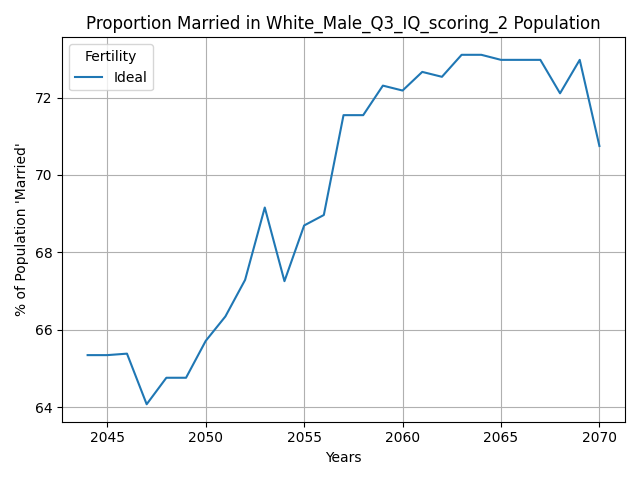 Proportion Married in White_Male_Q3_IQ_scoring_2 Population
Fertility
Ideal
% of Population 'Married'
72
70
68
66
64
2045 2050 2055 2060 2065 2070
Years